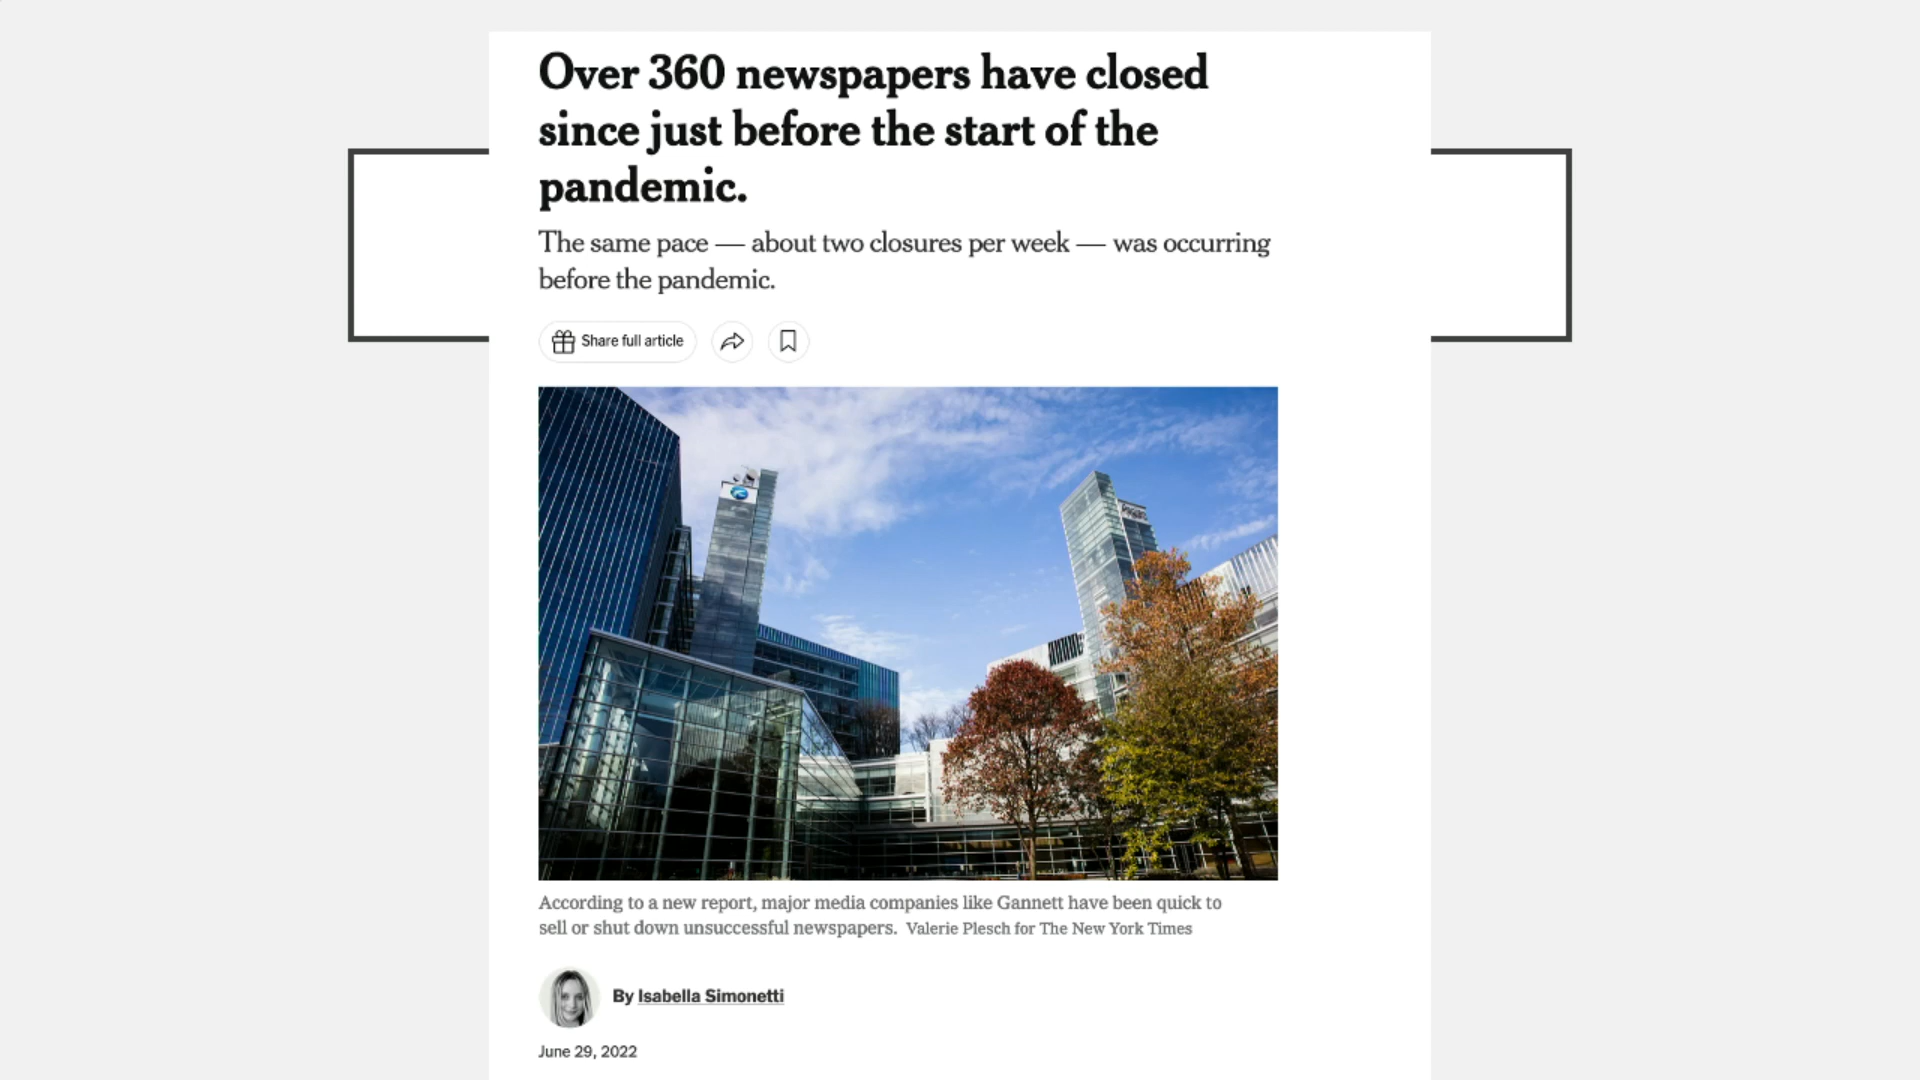 Over 360 newspapers have closed
since just before the start of the
pandemic.
The same pace — about two closures per week — was occurring
before the pandemic.
Share full article
According to a new report, major media companies like Gannett have been quick to
sell or shut down unsuccessful newspapers. Valerie Plesch for The New York Times
By Isabella Simonetti
June 29, 2022